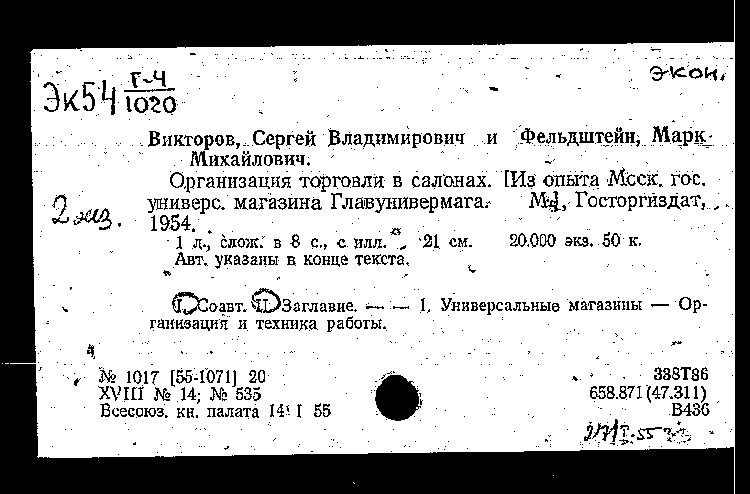 экон.
Эк54 Г-4
1020
Викторов, Сергей Владимирович и Фельдштейн, Марк
Михайлович.
Организация торговли в салонах. [Из опыта Моск. гос.
универс. магазина Главунивермага. М.], Госторгиздат,
2 экз.
1954.
1 л., слож. в 8 с., с илл. 21 см. 20.000 экз. 50 к.
Авт. указаны в конце текста.
I. Соавт. II. Заглавие. — — 1. Универсальные магазины — Ор-
ганизация и техника работы.
№ 1017 [55-1071] 20 338Т86
XVIII № 14; № 535 658.871(47.311)
Всесоюз. кн. палата 14 I 55 В436